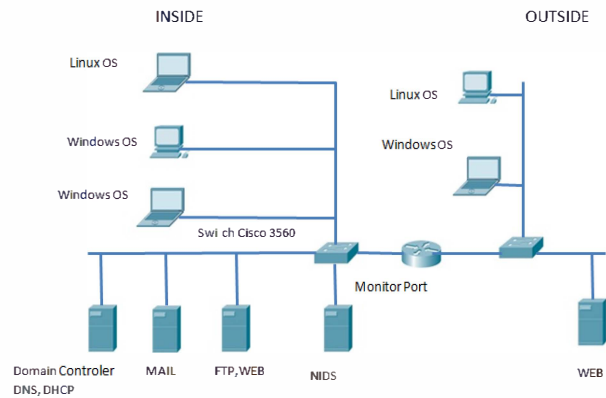 INSIDE
OUTSIDE
Linux OS
Linux OS
Windows OS
Windows OS
Windows OS
Swi ch Cisco 3560
Monitor Port
Domain Controler
DNS, DHCP
MAIL
FTP,WEB
NIDS
WEB